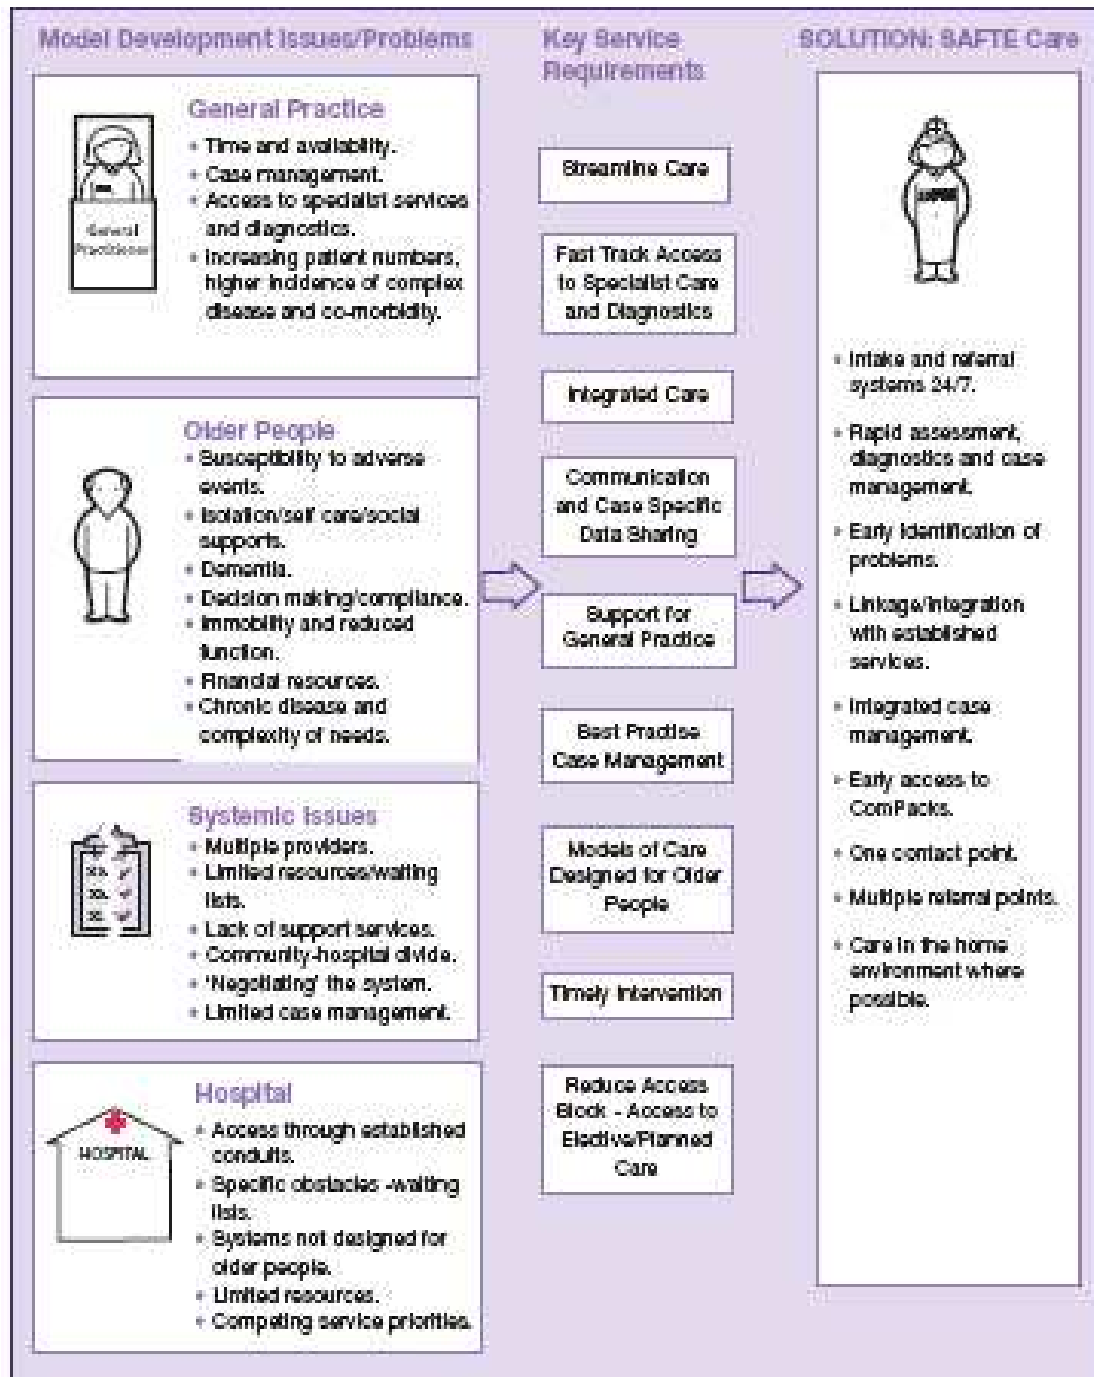 Model Development Issues/Problems
General Practice
General
Practitioner
• Time and availability.
• Case management.
• Access to specialist services
and diagnostics.
• Increasing patient numbers,
higher incidence of complex
disease and co-morbidity.
Older People
• Susceptibility to adverse
events.
• Isolation/self care/social
supports.
• Dementia.
• Decision making/compliance.
• Immobility and reduced
function.
• Financial resources.
• Chronic disease and
complexity of needs.
Systemic Issues
• Multiple providers.
• Limited resources/waiting
lists.
• Lack of support services.
• Community-hospital divide.
• 'Negotiating' the system.
• Limited case management.
Hospital
HOSPITAL
• Access through established
conduits.
• Specific obstacles -waiting
lists.
• Systems not designed for
older people.
• Limited resources.
• Competing service priorities.
Key Service
Requirements
Streamline Care
Fast Track Access
to Specialist Care
and Diagnostics
Integrated Care
Communication
and Case Specific
Data Sharing
Support for
General Practice
Best Practise
Case Management
Models of Care
Designed for Older
People
Timely Intervention
Reduce Access
Block - Access to
Elective/Planned
Care
SOLUTION: SAFTE Care
• Intake and referral
systems 24/7.
• Rapid assessment,
diagnostics and case
management.
• Early identification of
problems.
• Linkage/integration
with established
services.
• Integrated case
management.
• Early access to
ComPacks.
• One contact point.
• Multiple referral points.
• Care in the home
environment where
possible.